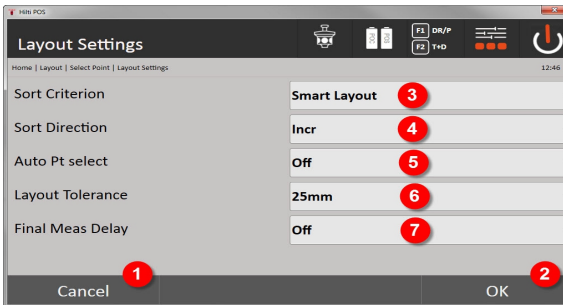 Hilti POS
Layout Settings
POC
POS
F1 DR/P
F2 T+D
Home | Layout | Select Point | Layout Settings
12:46
Sort Criterion
Smart Layout
3
Sort Direction
Incr
4
Auto Pt select
Off
5
Layout Tolerance
25mm
6
Final Meas Delay
Off
7
1
Cancel
2
OK